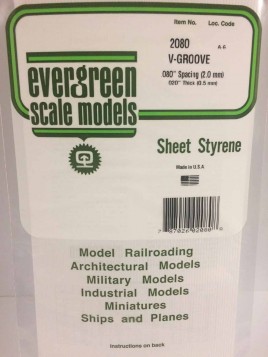 Item No. Loc. Code
2080 A-6
V-GROOVE
.080" Spacing (2.0 mm)
.020" Thick (0.5 mm)
evergreen
scale models
Sheet Styrene
Made in U.S.A
Model Railroading
Architectural Models
Military Models
Industrial Models
Miniatures
Ships and Planes
Instructions on back